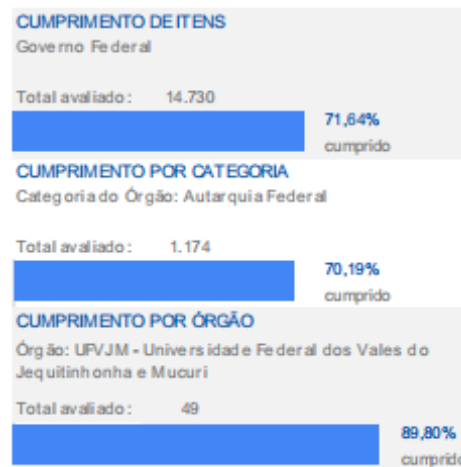 CUMPRIMENTO DE ITENS
Governo Federal
Total avaliado: 14.730
71,64%
cumprido
CUMPRIMENTO POR CATEGORIA
Categoria do Órgão: Autarquia Federal
Total avaliado: 1.174
70,19%
cumprido
CUMPRIMENTO POR ÓRGÃO
Órgão: UFVJM - Universidade Federal dos Vales do
Jequitinhonha e Mucuri
Total avaliado: 49
89,80%
cumprido